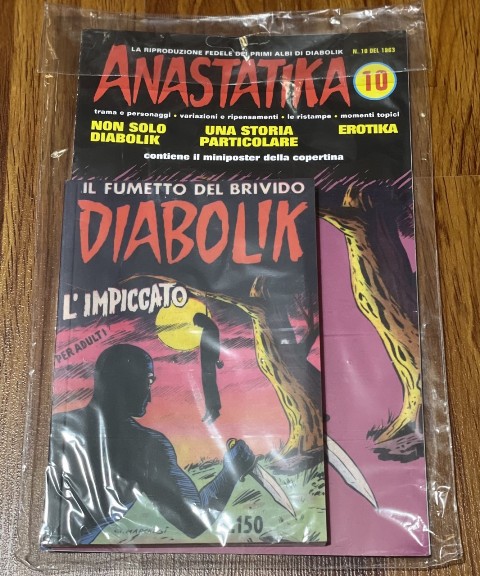 LA RIPRODUZIONE FEDELE DEI PRIMI ALBI DI DIABOLIK
N. 10 DEL 1963
ANASTATIKA
10
trama e personaggi • variazioni e ripensamenti • le ristampe • momenti topici
NON SOLO DIABOLIK
UNA STORIA PARTICOLARE
EROTIKA
contiene il miniposter della copertina
IL FUMETTO DEL BRIVIDO
DIABOLIK
L'IMPICCATO
PER ADULTI
150